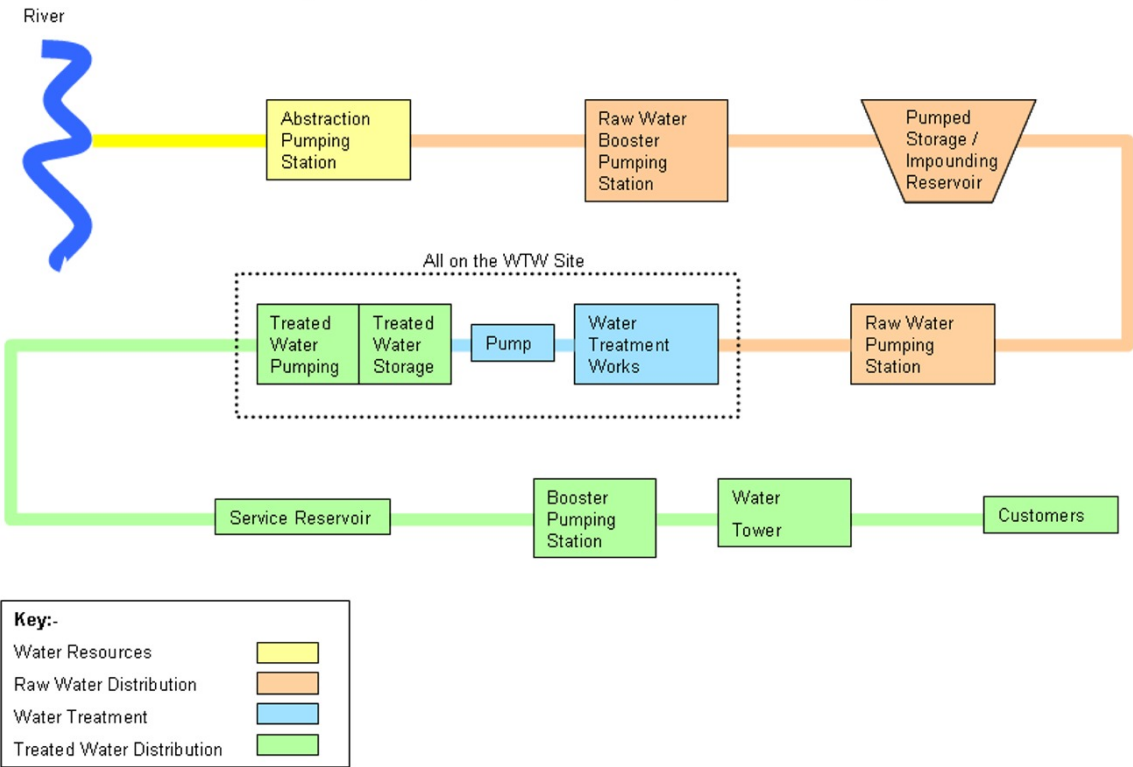 River
Abstraction
Pumping
Station
Raw Water
Booster
Pumping
Station
Pumped
Storage /
Impounding
Reservoir
All on the WTW Site
Treated
Water
Pumping
Treated
Water
Storage
Pump
Water
Treatment
Works
Raw Water
Pumping
Station
Service Reservoir
Booster
Pumping
Station
Water
Tower
Customers
Key:-
Water Resources
Raw Water Distribution
Water Treatment
Treated Water Distribution